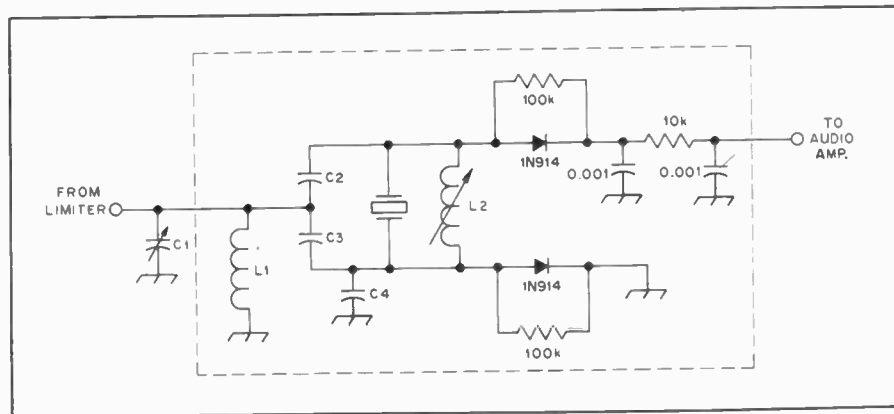 100k
10k
TO
AUDIO
AMP.
1N914
0.001
0.001
C2
FROM
LIMITER
L2
C1
C3
L1
C4
1N914
100k